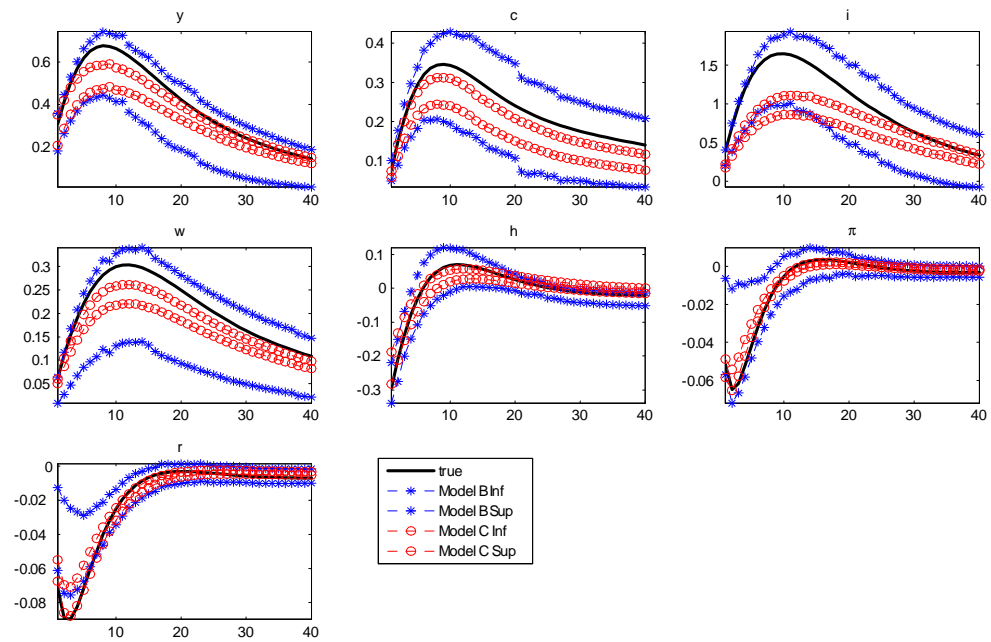 y
c
i
0.6
0.4
0.2
0.4
0.3
0.2
0.1
1.5
1
0.5
0
10 20 30 40
10 20 30 40
10 20 30 40
w
h
π
0.3
0.25
0.2
0.15
0.1
0.05
0.1
0
-0.1
-0.2
-0.3
0
-0.02
-0.04
-0.06
10 20 30 40
10 20 30 40
10 20 30 40
r
0
-0.02
-0.04
-0.06
-0.08
10 20 30 40
true
Model B Inf
Model B Sup
Model C Inf
Model C Sup